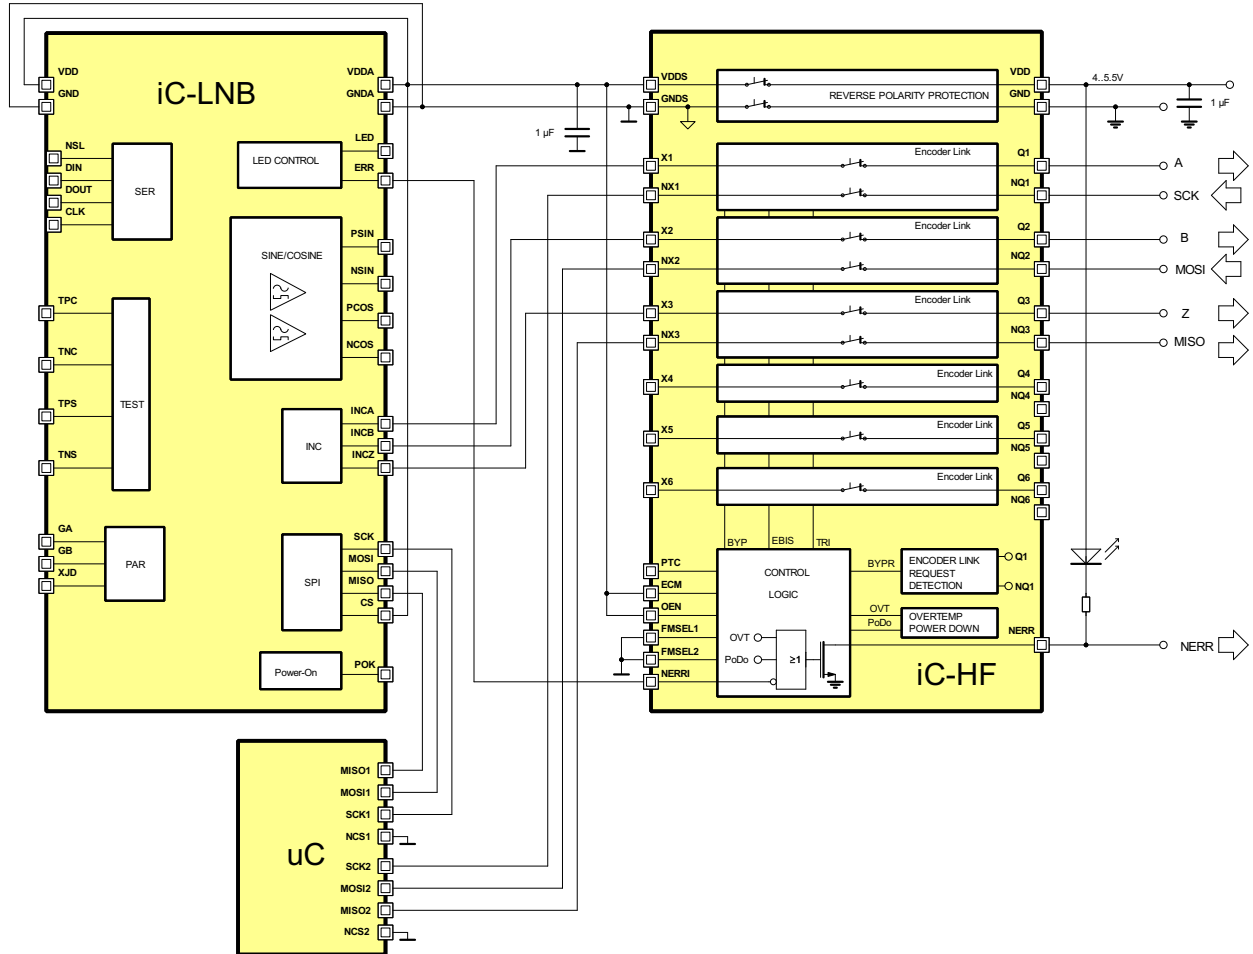 iC-LNB
VDD
GND
VDDA
GNDA
NSL
DIN
DOUT
CLK
SER
LED CONTROL
LED
ERR
SINE/COSINE
PSIN
NSIN
PCOS
NCOS
TPC
TNC
TPS
TNS
TEST
INC
INCA
INCB
INCZ
GA
GB
XJD
PAR
SPI
SCK
MOSI
MISO
CS
Power-On
POK
1 µF
uC
MISO1
MOSI1
SCK1
NCS1
SCK2
MOSI2
MISO2
NCS2
VDDS
GNDS
REVERSE POLARITY PROTECTION
VDD
GND
4..5.5V
1 µF
X1
Encoder Link
Q1
A
NX1
NQ1
SCK
X2
Encoder Link
Q2
B
NX2
NQ2
MOSI
X3
Encoder Link
Q3
Z
NX3
NQ3
MISO
X4
Encoder Link
Q4
NQ4
X5
Encoder Link
Q5
NQ5
X6
Encoder Link
Q6
NQ6
BYP
EBIS
TRI
PTC
ECM
OEN
FMSEL1
FMSEL2
NERRI
CONTROL
LOGIC
OVT
PoDo
≥1
BYPR
ENCODER LINK
REQUEST
DETECTION
Q1
NQ1
OVT
PoDo
OVERTEMP
POWER DOWN
NERR
NERR
iC-HF